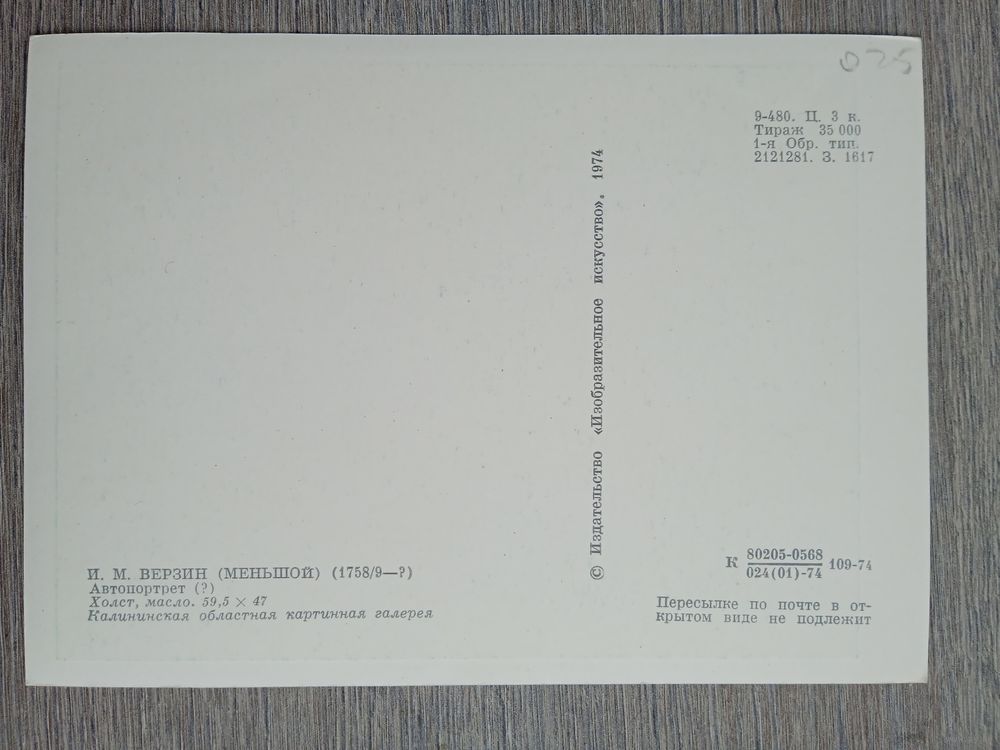 025
9-480. Ц. 3 к.
Тираж 35 000
1-я Обр. тип.
2121281. З. 1617
© Издательство «Изобразительное искусство», 1974
И. М. ВЕРЗИН (МЕНЬШОЙ) (1758/9—?)
Автопортрет (?)
Холст, масло. 59,5 × 47
Калининская областная картинная галерея
К 80205-0568
024(01)-74 109-74
Пересылке по почте в от-
крытом виде не подлежит